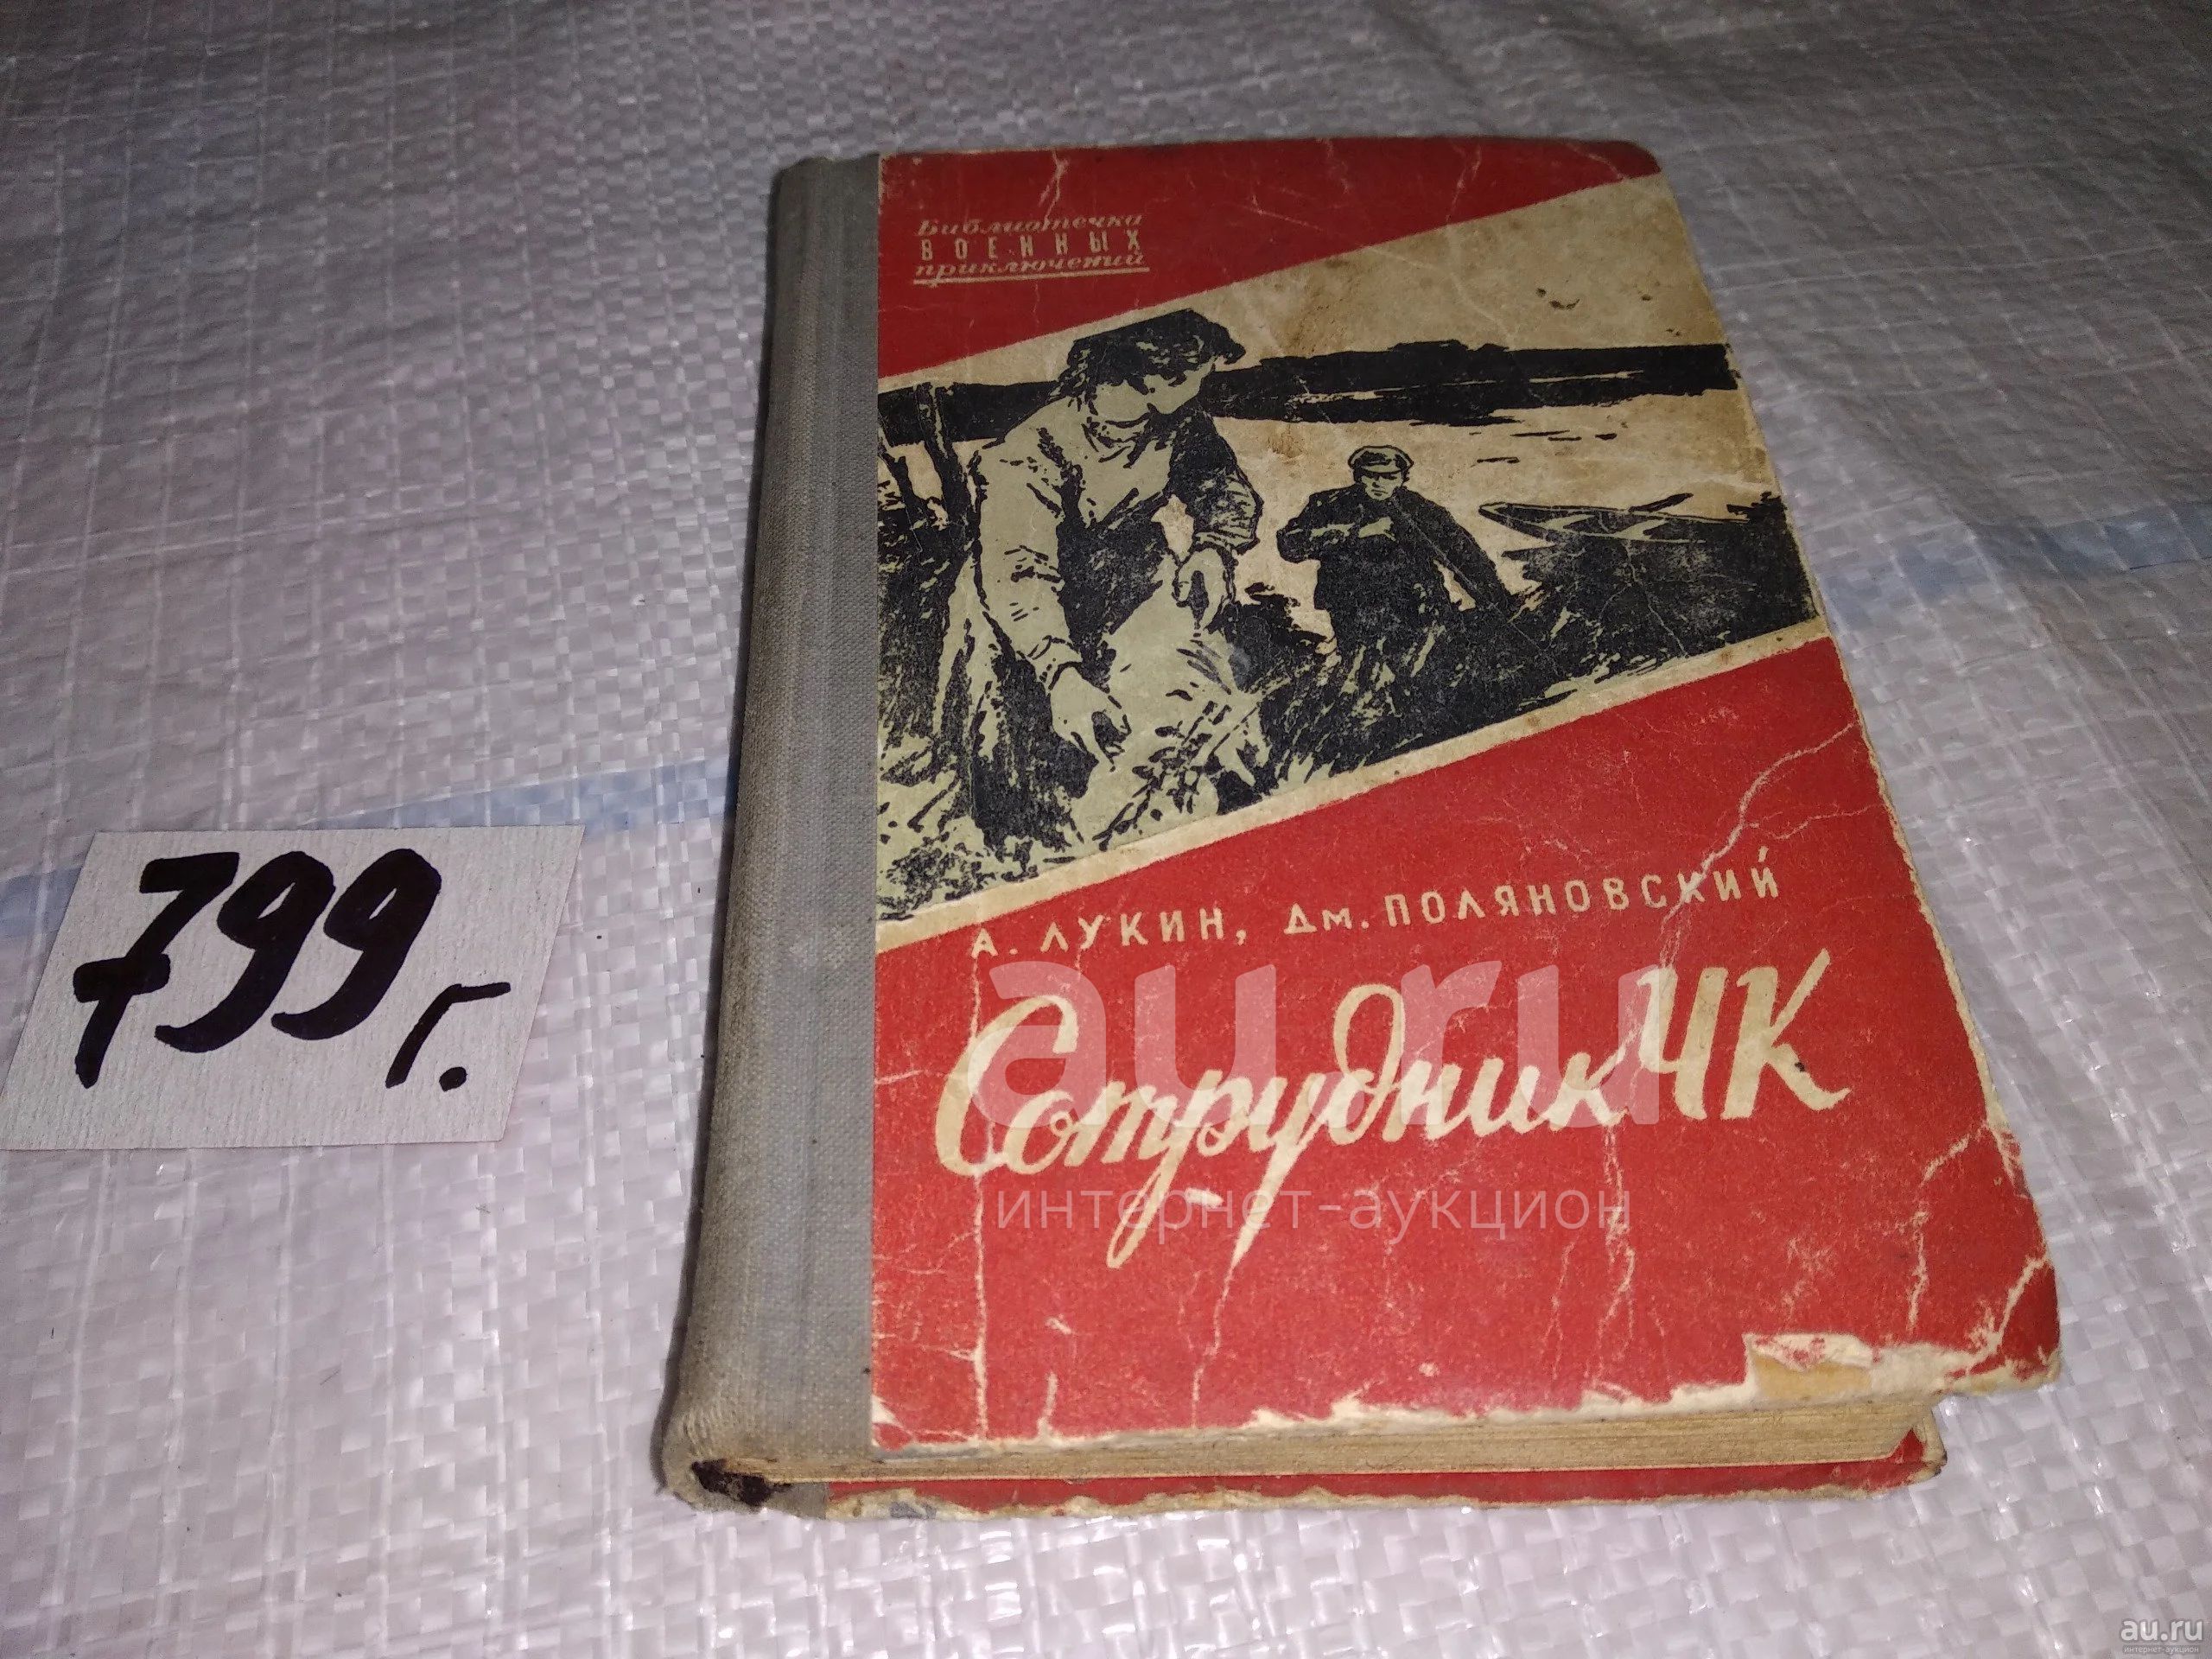 Библиотечка
ВОЕННЫХ
приключений
А. ЛУКИН, Дм. ПОЛЯНОВСКИЙ
Сотрудник ЧК
799 г.
au.ru
интернет-аукцион
au.ru
интернет-аукцион